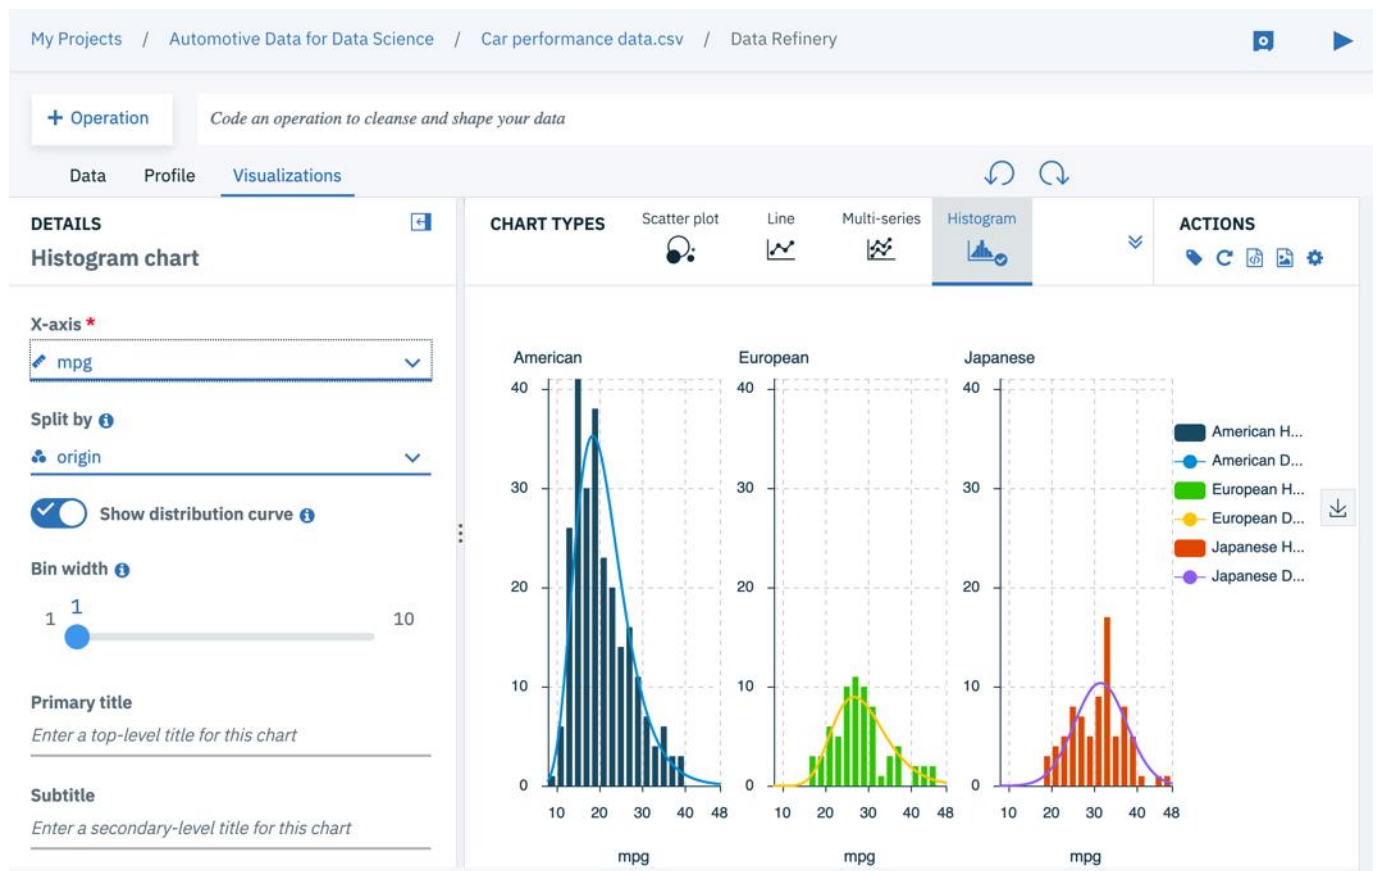 My Projects / Automotive Data for Data Science / Car performance data.csv / Data Refinery
+ Operation
Code an operation to cleanse and shape your data
Data Profile Visualizations
DETAILS
Histogram chart
X-axis *
mpg
Split by
origin
Show distribution curve
Bin width
1
1 10
Primary title
Enter a top-level title for this chart
Subtitle
Enter a secondary-level title for this chart
CHART TYPES
Scatter plot
Line
Multi-series
Histogram
ACTIONS
American
40
30
20
10
0
10 20 30 40 48
mpg
European
40
30
20
10
0
10 20 30 40 48
mpg
Japanese
40
30
20
10
0
10 20 30 40 48
mpg
American H...
American D...
European H...
European D...
Japanese H...
Japanese D...